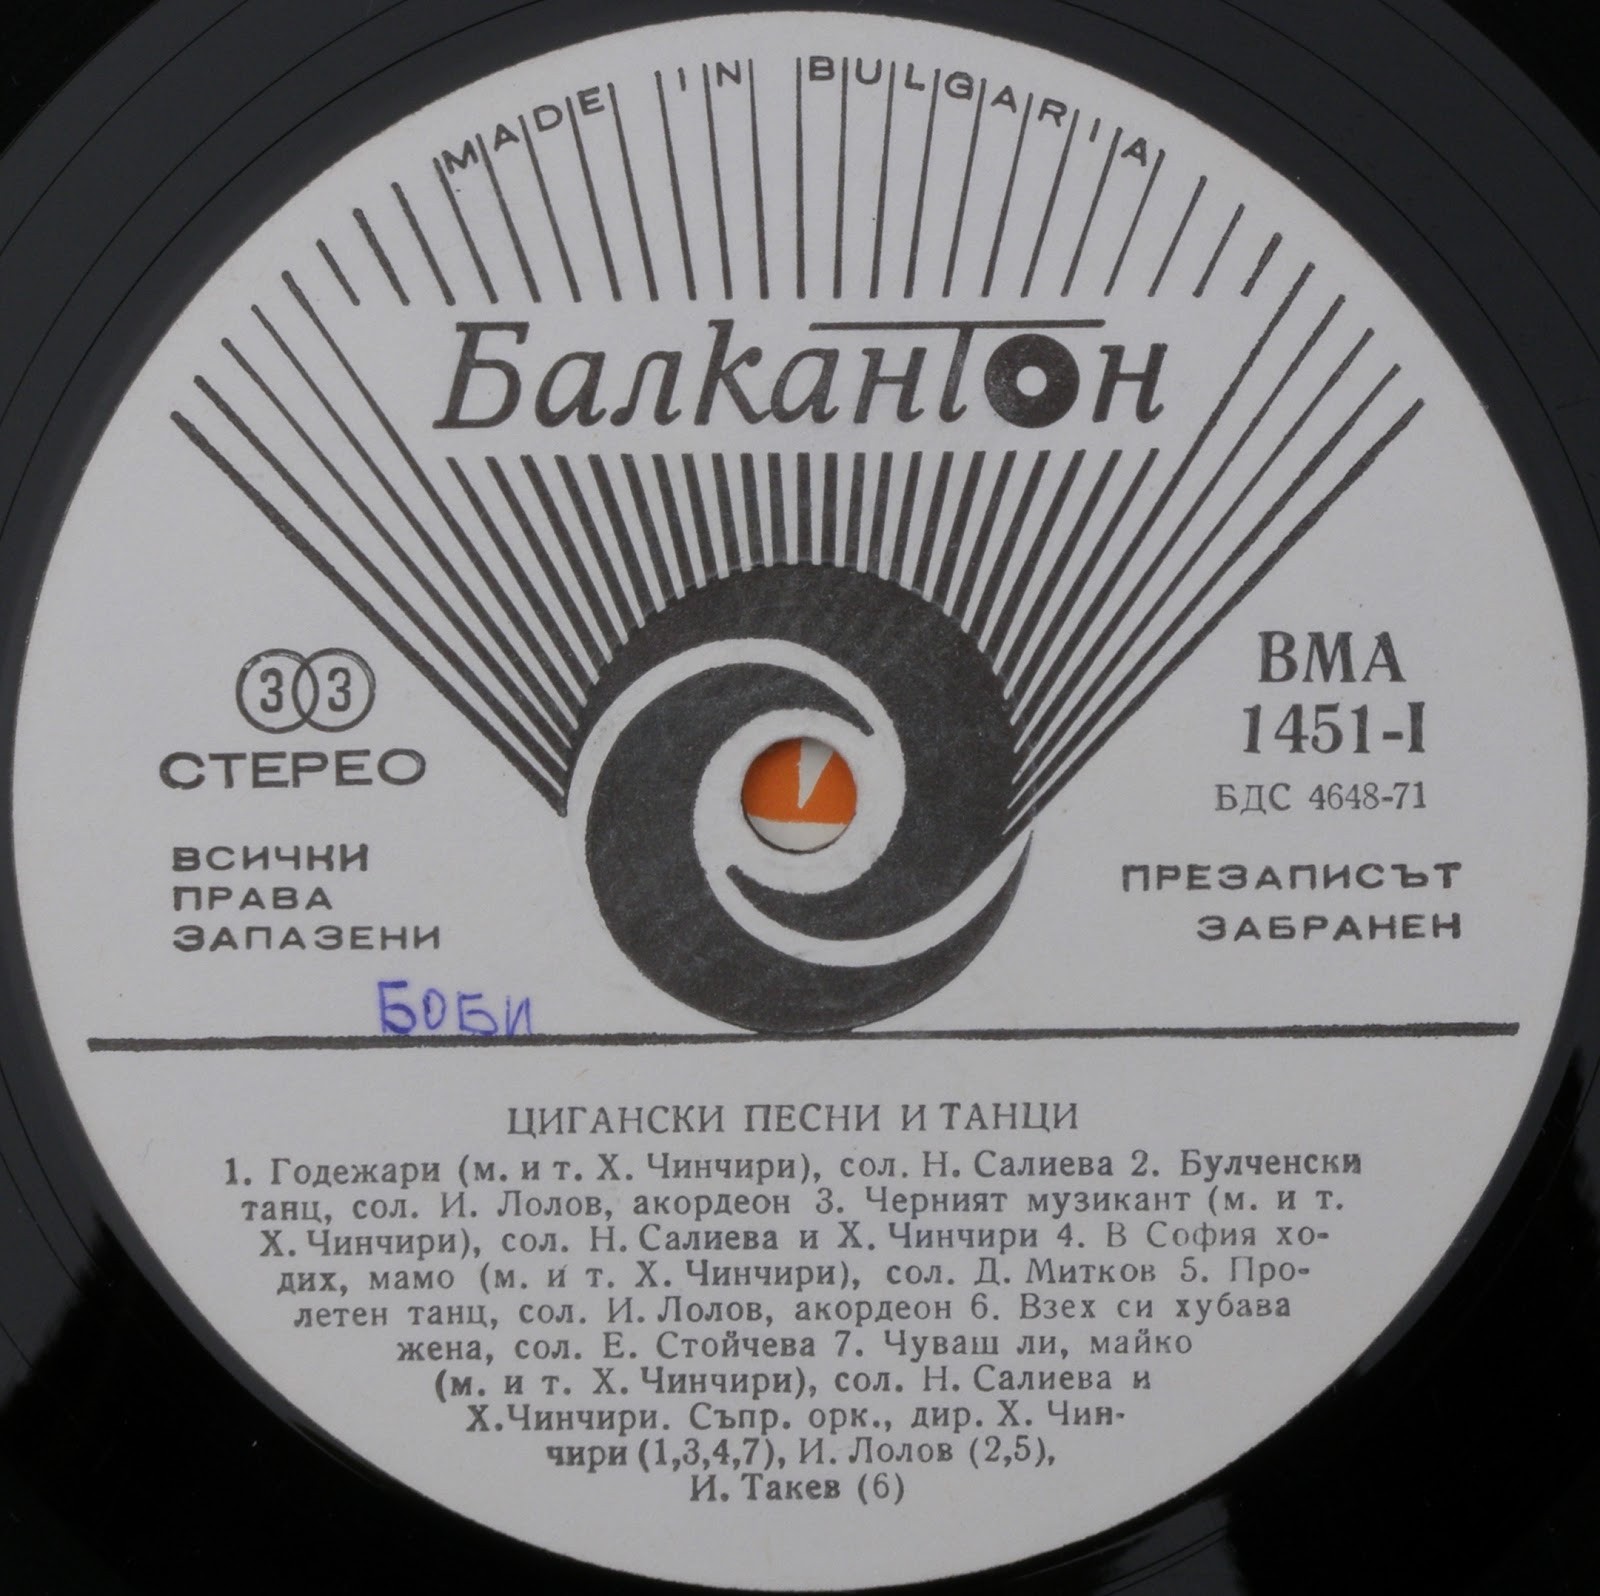 MADE IN BULGARIA
Балкантон
33
СТЕРЕО
ВСИЧКИ
ПРАВА
ЗАПАЗЕНИ
ВМА
1451-I
БДС 4648-71
ПРЕЗАПИСЪТ
ЗАБРАНЕН
БОБИ
ЦИГАНСКИ ПЕСНИ И ТАНЦИ
1. Годежари (м. и т. Х. Чинчири), сол. Н. Салиева 2. Булченски
танц, сол. И. Лолов, акордеон 3. Черният музикант (м. и т.
Х. Чинчири), сол. Н. Салиева и Х. Чинчири 4. В София хо-
дих, мамо (м. и т. Х. Чинчири), сол. Д. Митков 5. Про-
летен танц, сол. И. Лолов, акордеон 6. Взех си хубава
жена, сол. Е. Стойчева 7. Чуваш ли, майко
(м. и т. Х. Чинчири), сол. Н. Салиева и
Х.Чинчири. Съпр. орк., дир. Х. Чин-
чири (1,3,4,7), И. Лолов (2,5),
И. Такев (6)